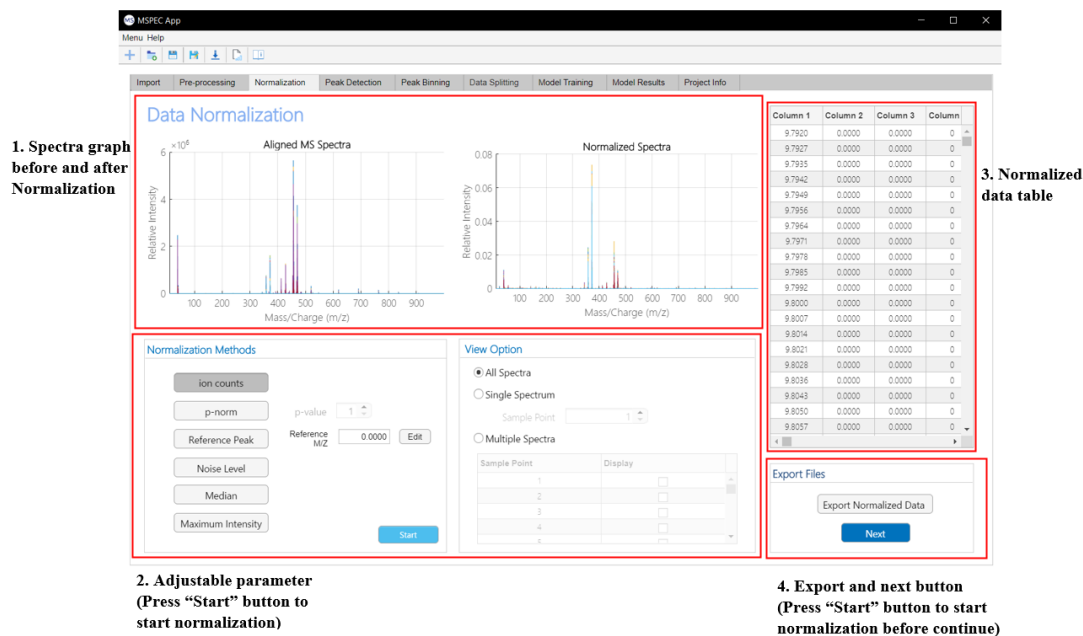 MSPEC App
Menu Help
Import Pre-processing Normalization Peak Detection Peak Binning Data Splitting Model Training Model Results Project Info
1. Spectra graph
before and after
Normalization
Data Normalization
Aligned MS Spectra
×10⁶
6
4
2
0
Relative Intensity
100 200 300 400 500 600 700 800 900
Mass/Charge (m/z)
Normalized Spectra
0.08
0.06
0.04
0.02
0
Relative Intensity
100 200 300 400 500 600 700 800 900
Mass/Charge (m/z)
Column 1 Column 2 Column 3 Column
9.7920 0.0000 0.0000 0
9.7927 0.0000 0.0000 0
9.7935 0.0000 0.0000 0
9.7942 0.0000 0.0000 0
9.7949 0.0000 0.0000 0
9.7956 0.0000 0.0000 0
9.7964 0.0000 0.0000 0
9.7971 0.0000 0.0000 0
9.7978 0.0000 0.0000 0
9.7985 0.0000 0.0000 0
9.7992 0.0000 0.0000 0
9.8000 0.0000 0.0000 0
9.8007 0.0000 0.0000 0
9.8014 0.0000 0.0000 0
9.8021 0.0000 0.0000 0
9.8028 0.0000 0.0000 0
9.8036 0.0000 0.0000 0
9.8043 0.0000 0.0000 0
9.8050 0.0000 0.0000 0
9.8057 0.0000 0.0000 0
3. Normalized
data table
Normalization Methods
ion counts
p-norm
p-value 1
Reference Peak
Reference
M/Z
0.0000 Edit
Noise Level
Median
Maximum Intensity
Start
View Option
All Spectra
Single Spectrum
Sample Point 1
Multiple Spectra
Sample Point Display
1
2
3
4
Export Files
Export Normalized Data
Next
2. Adjustable parameter
(Press “Start” button to
start normalization)
4. Export and next button
(Press “Start” button to start
normalization before continue)